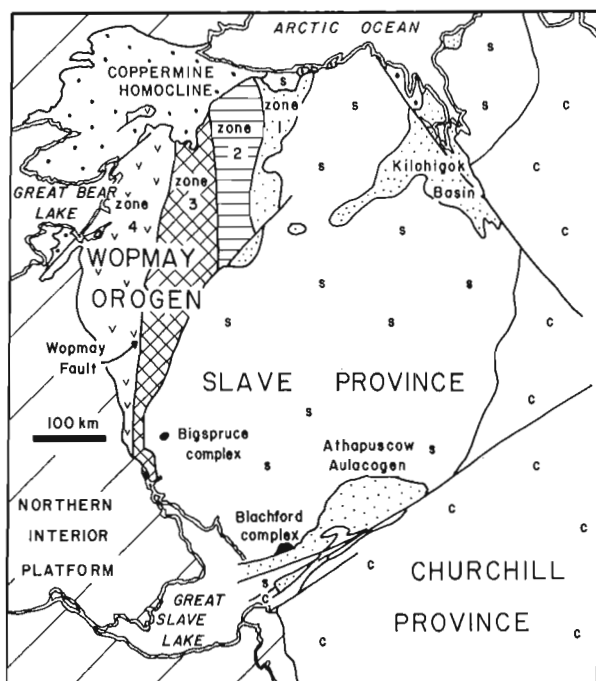 ARCTIC OCEAN
COPPERMINE
HOMOCLINE
zone
1
zone
2
zone
3
zone
4
Kilohigok
Basin
GREAT BEAR
LAKE
WOPMAY
OROGEN
Wopmay
Fault
SLAVE PROVINCE
100 km
Bigspruce
complex
Athapuscow
Aulacogen
NORTHERN
INTERIOR
PLATFORM
Blachford
complex
GREAT
SLAVE
LAKE
CHURCHILL
PROVINCE
s
s
s
s
s
s
s
s
s
s
s
s
s
c
c
c
c
c
c
c
c
c
c
c
c